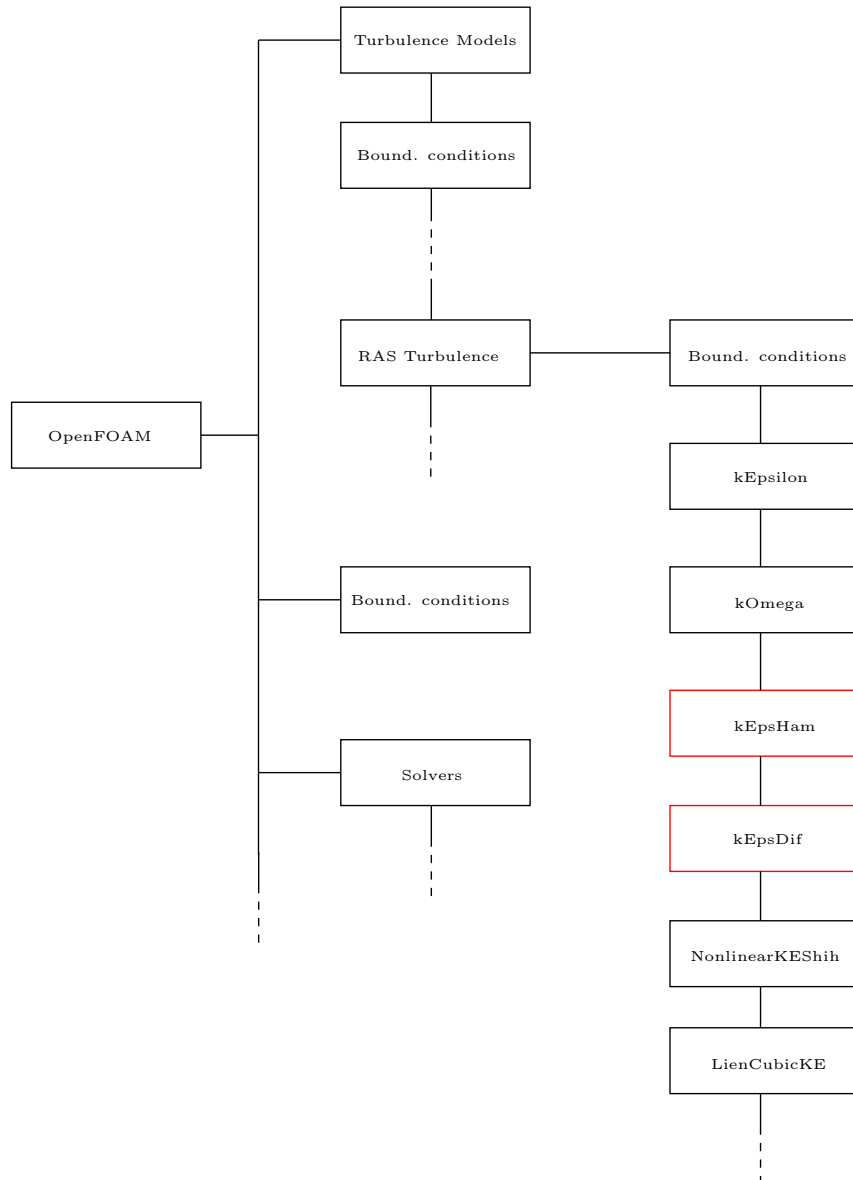 Turbulence Models
Bound. conditions
RAS Turbulence
Bound. conditions
OpenFOAM
kEpsilon
Bound. conditions
kOmega
kEpsHam
Solvers
kEpsDif
NonlinearKEShih
LienCubicKE